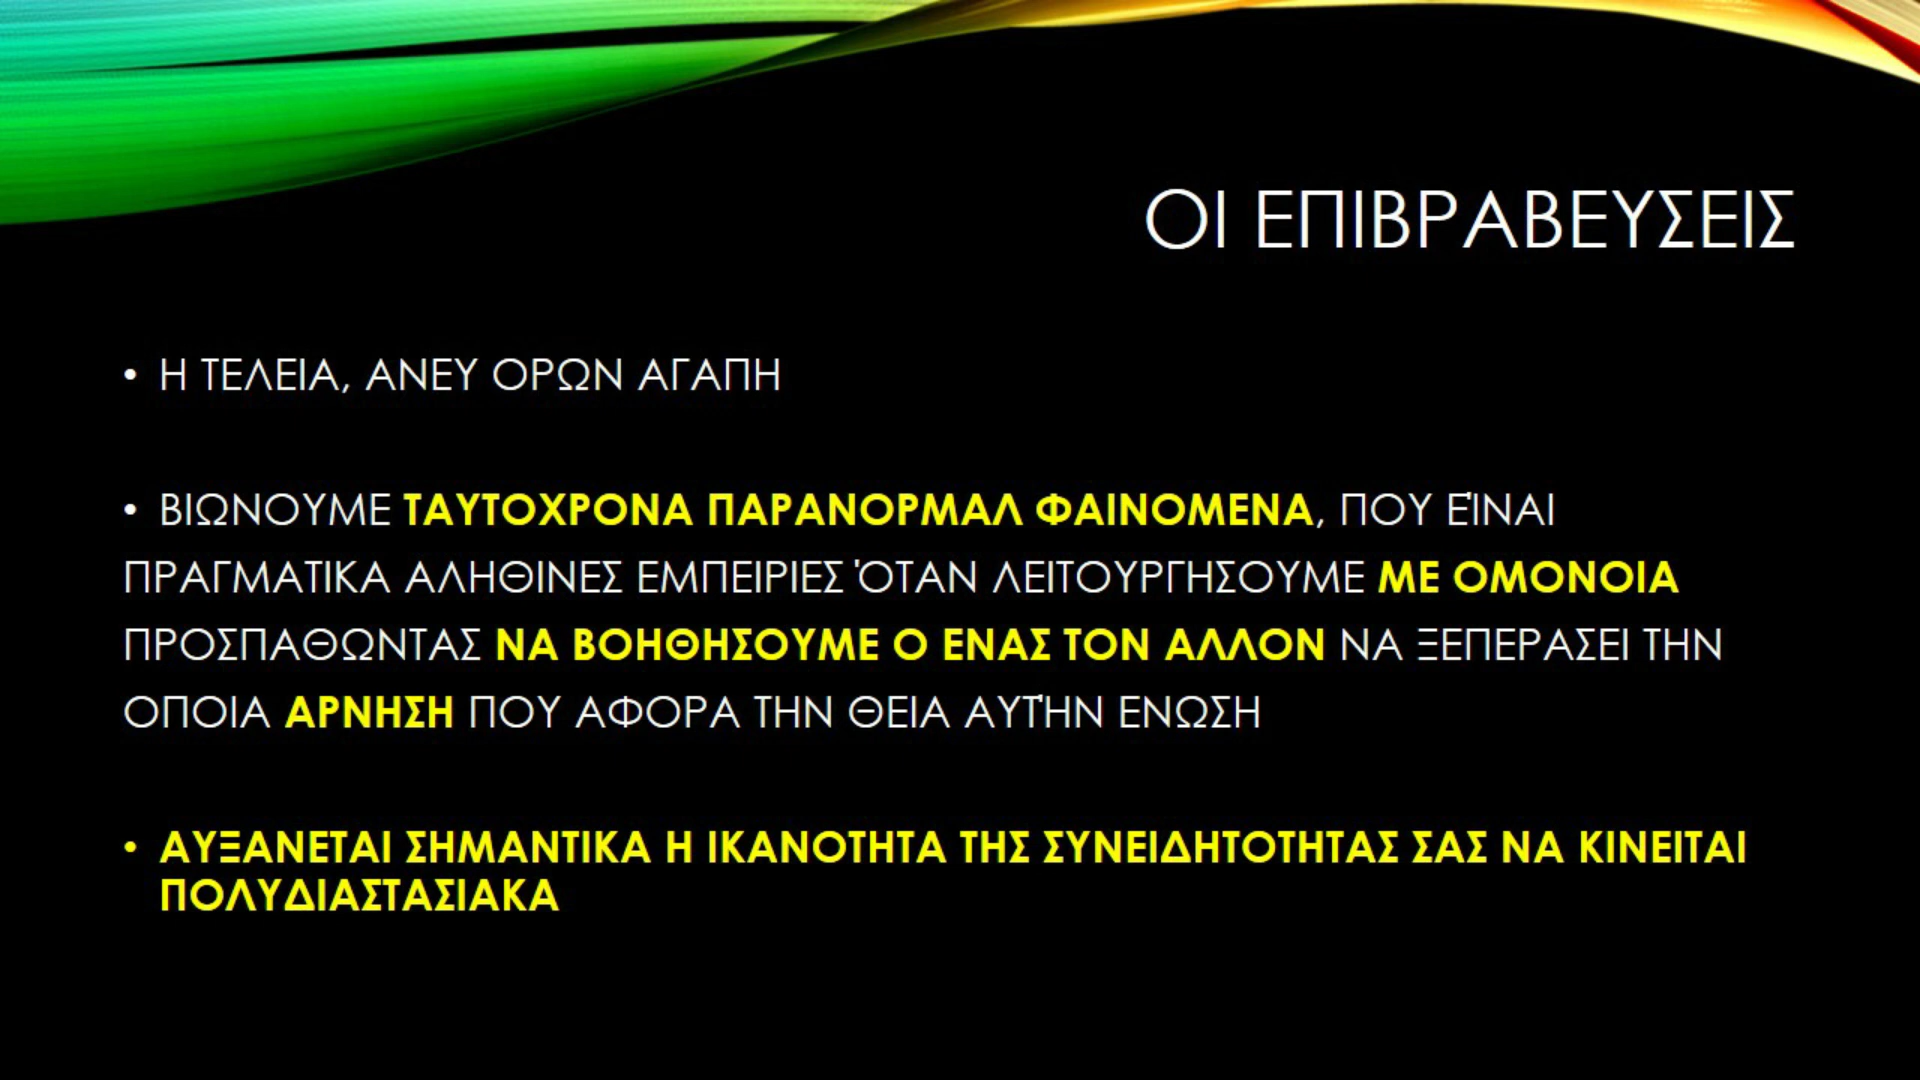 ΟΙ ΕΠΙΒΡΑΒΕΥΣΕΙΣ
• Η ΤΕΛΕΙΑ, ΑΝΕΥ ΟΡΩΝ ΑΓΑΠΗ
• ΒΙΩΝΟΥΜΕ ΤΑΥΤΟΧΡΟΝΑ ΠΑΡΑΝΟΡΜΑΛ ΦΑΙΝΟΜΕΝΑ, ΠΟΥ ΕΊΝΑΙ
ΠΡΑΓΜΑΤΙΚΑ ΑΛΗΘΙΝΕΣ ΕΜΠΕΙΡΙΕΣ ΌΤΑΝ ΛΕΙΤΟΥΡΓΗΣΟΥΜΕ ΜΕ ΟΜΟΝΟΙΑ
ΠΡΟΣΠΑΘΩΝΤΑΣ ΝΑ ΒΟΗΘΗΣΟΥΜΕ Ο ΕΝΑΣ ΤΟΝ ΑΛΛΟΝ ΝΑ ΞΕΠΕΡΑΣΕΙ ΤΗΝ
ΟΠΟΙΑ ΑΡΝΗΣΗ ΠΟΥ ΑΦΟΡΑ ΤΗΝ ΘΕΙΑ ΑΥΤΉΝ ΕΝΩΣΗ
• ΑΥΞΑΝΕΤΑΙ ΣΗΜΑΝΤΙΚΑ Η ΙΚΑΝΟΤΗΤΑ ΤΗΣ ΣΥΝΕΙΔΗΤΟΤΗΤΑΣ ΣΑΣ ΝΑ ΚΙΝΕΙΤΑΙ
ΠΟΛΥΔΙΑΣΤΑΣΙΑΚΑ